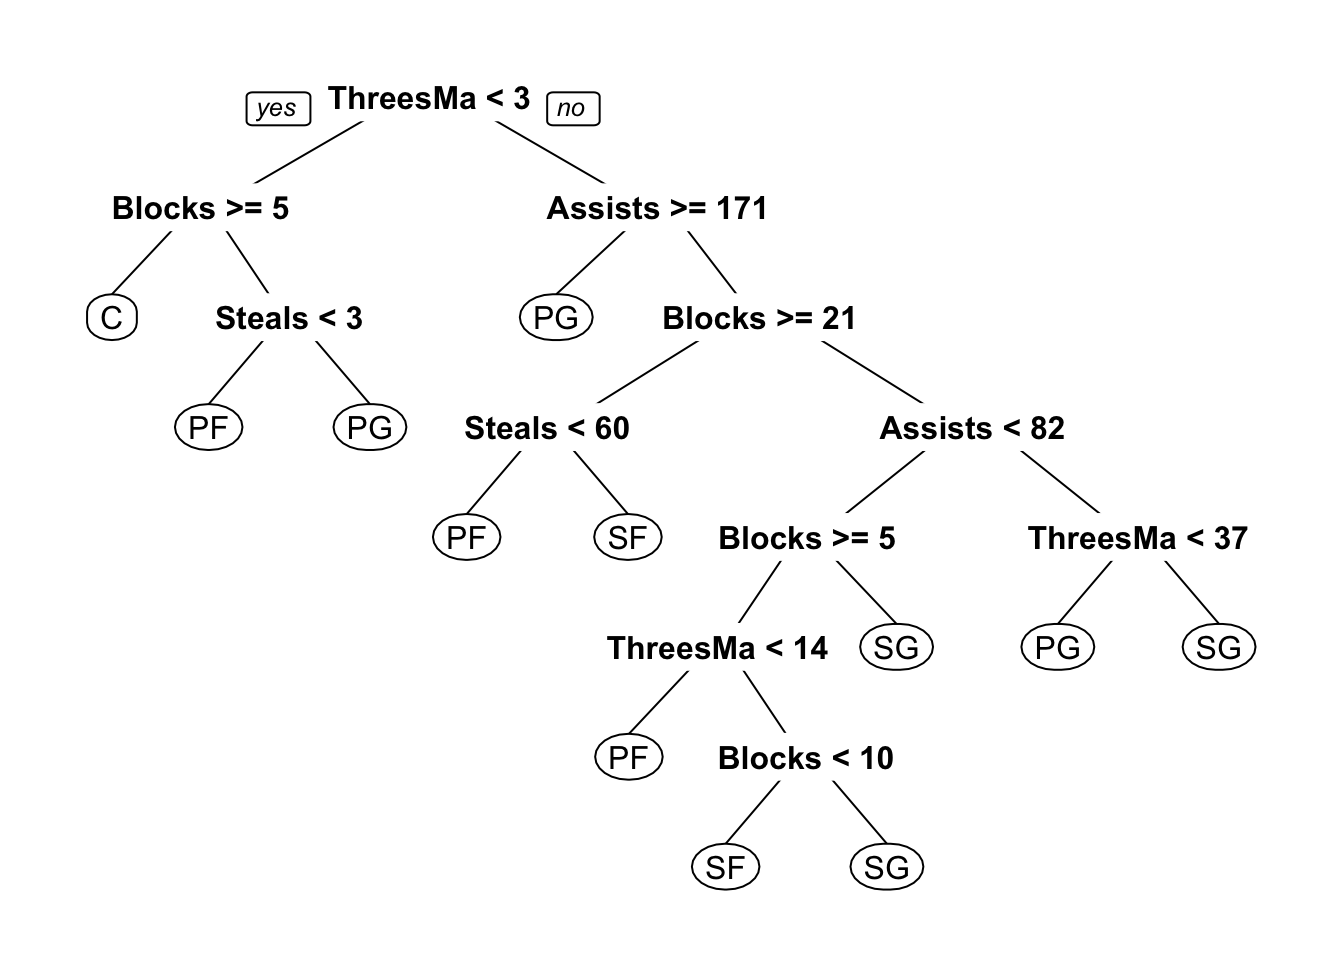 yes ThreesMa < 3 no
Blocks >= 5 Assists >= 171
C Steals < 3 PG Blocks >= 21
PF PG Steals < 60 Assists < 82
PF SF Blocks >= 5 ThreesMa < 37
ThreesMa < 14 SG PG SG
PF Blocks < 10
SF SG